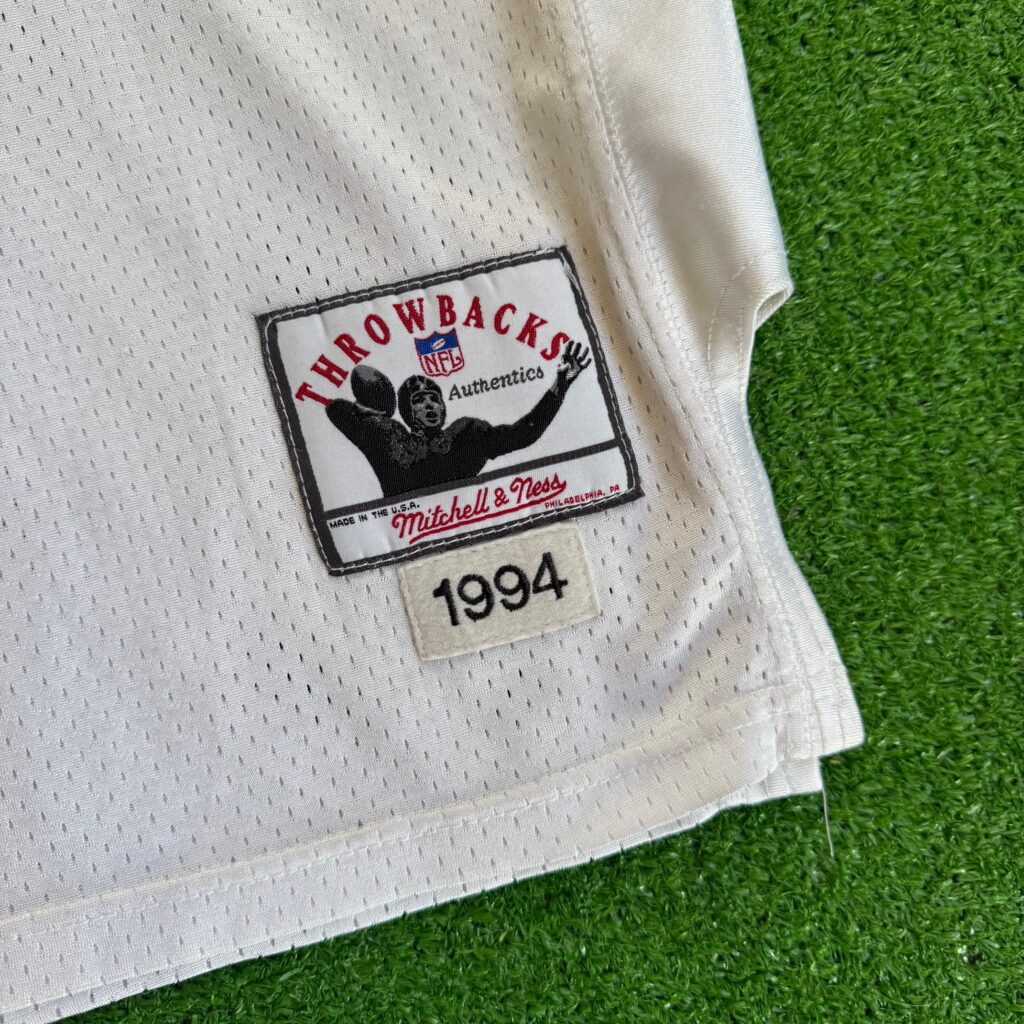 THROWBACKS
NFL
Authentics
MADE IN THE U.S.A. Mitchell & Ness PHILADELPHIA, PA
1994